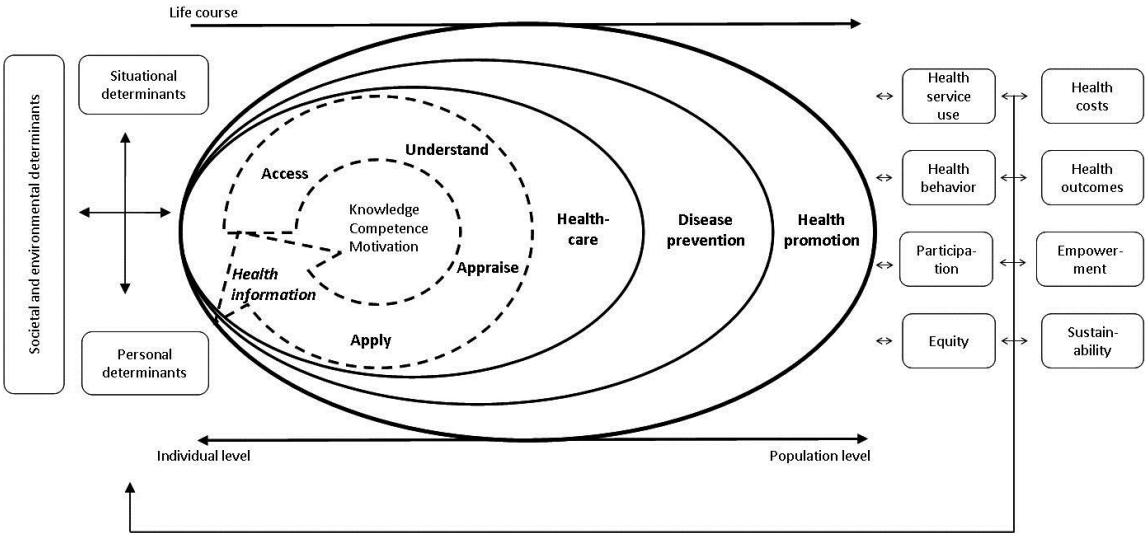 Life course
Societal and environmental determinants
Situational
determinants
Personal
determinants
Access
Understand
Knowledge
Competence
Motivation
Health
information
Appraise
Apply
Health-
care
Disease
prevention
Health
promotion
Health
service
use
Health
costs
Health
behavior
Health
outcomes
Participa-
tion
Empower-
ment
Equity
Sustain-
ability
Individual level
Population level